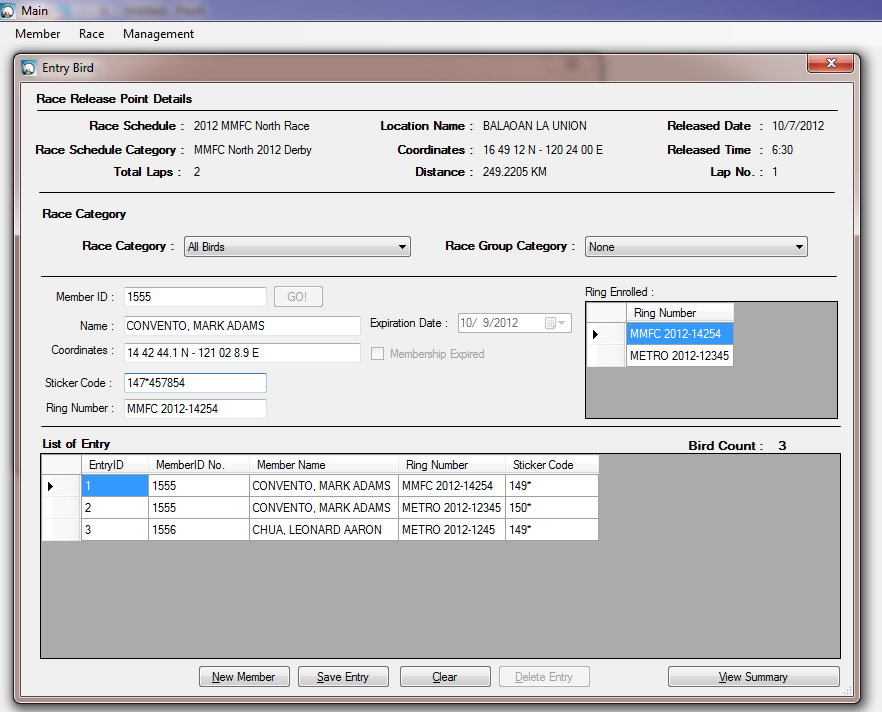 Main
Member Race Management
Entry Bird
Race Release Point Details
Race Schedule : 2012 MMFC North Race Location Name : BALAOAN LA UNION Released Date : 10/7/2012
Race Schedule Category : MMFC North 2012 Derby Coordinates : 16 49 12 N - 120 24 00 E Released Time : 6:30
Total Laps : 2 Distance : 249.2205 KM Lap No. : 1
Race Category
Race Category : All Birds Race Group Category : None
Member ID : 1555 GO! Ring Enrolled :
Ring Number
Name : CONVENTO, MARK ADAMS Expiration Date : 10/ 9/2012 MMFC 2012-14254
Coordinates : 14 42 44.1 N - 121 02 8.9 E Membership Expired METRO 2012-12345
Sticker Code : 147*457854
Ring Number : MMFC 2012-14254
List of Entry Bird Count : 3
EntryID MemberID No. Member Name Ring Number Sticker Code
1 1555 CONVENTO, MARK ADAMS MMFC 2012-14254 149*
2 1555 CONVENTO, MARK ADAMS METRO 2012-12345 150*
3 1556 CHUA, LEONARD AARON METRO 2012-1245 149*
New Member Save Entry Clear Delete Entry View Summary